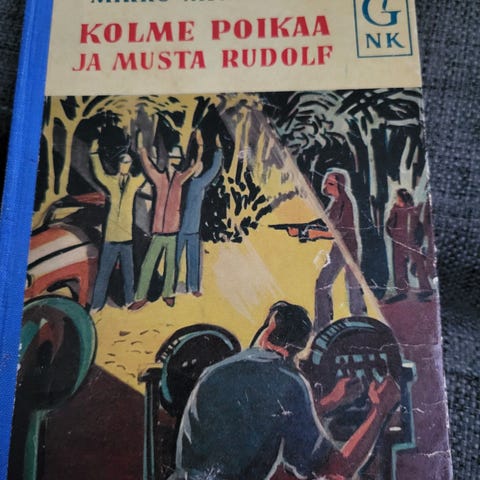 KOLME POIKAA
JA MUSTA RUDOLF
G
NK